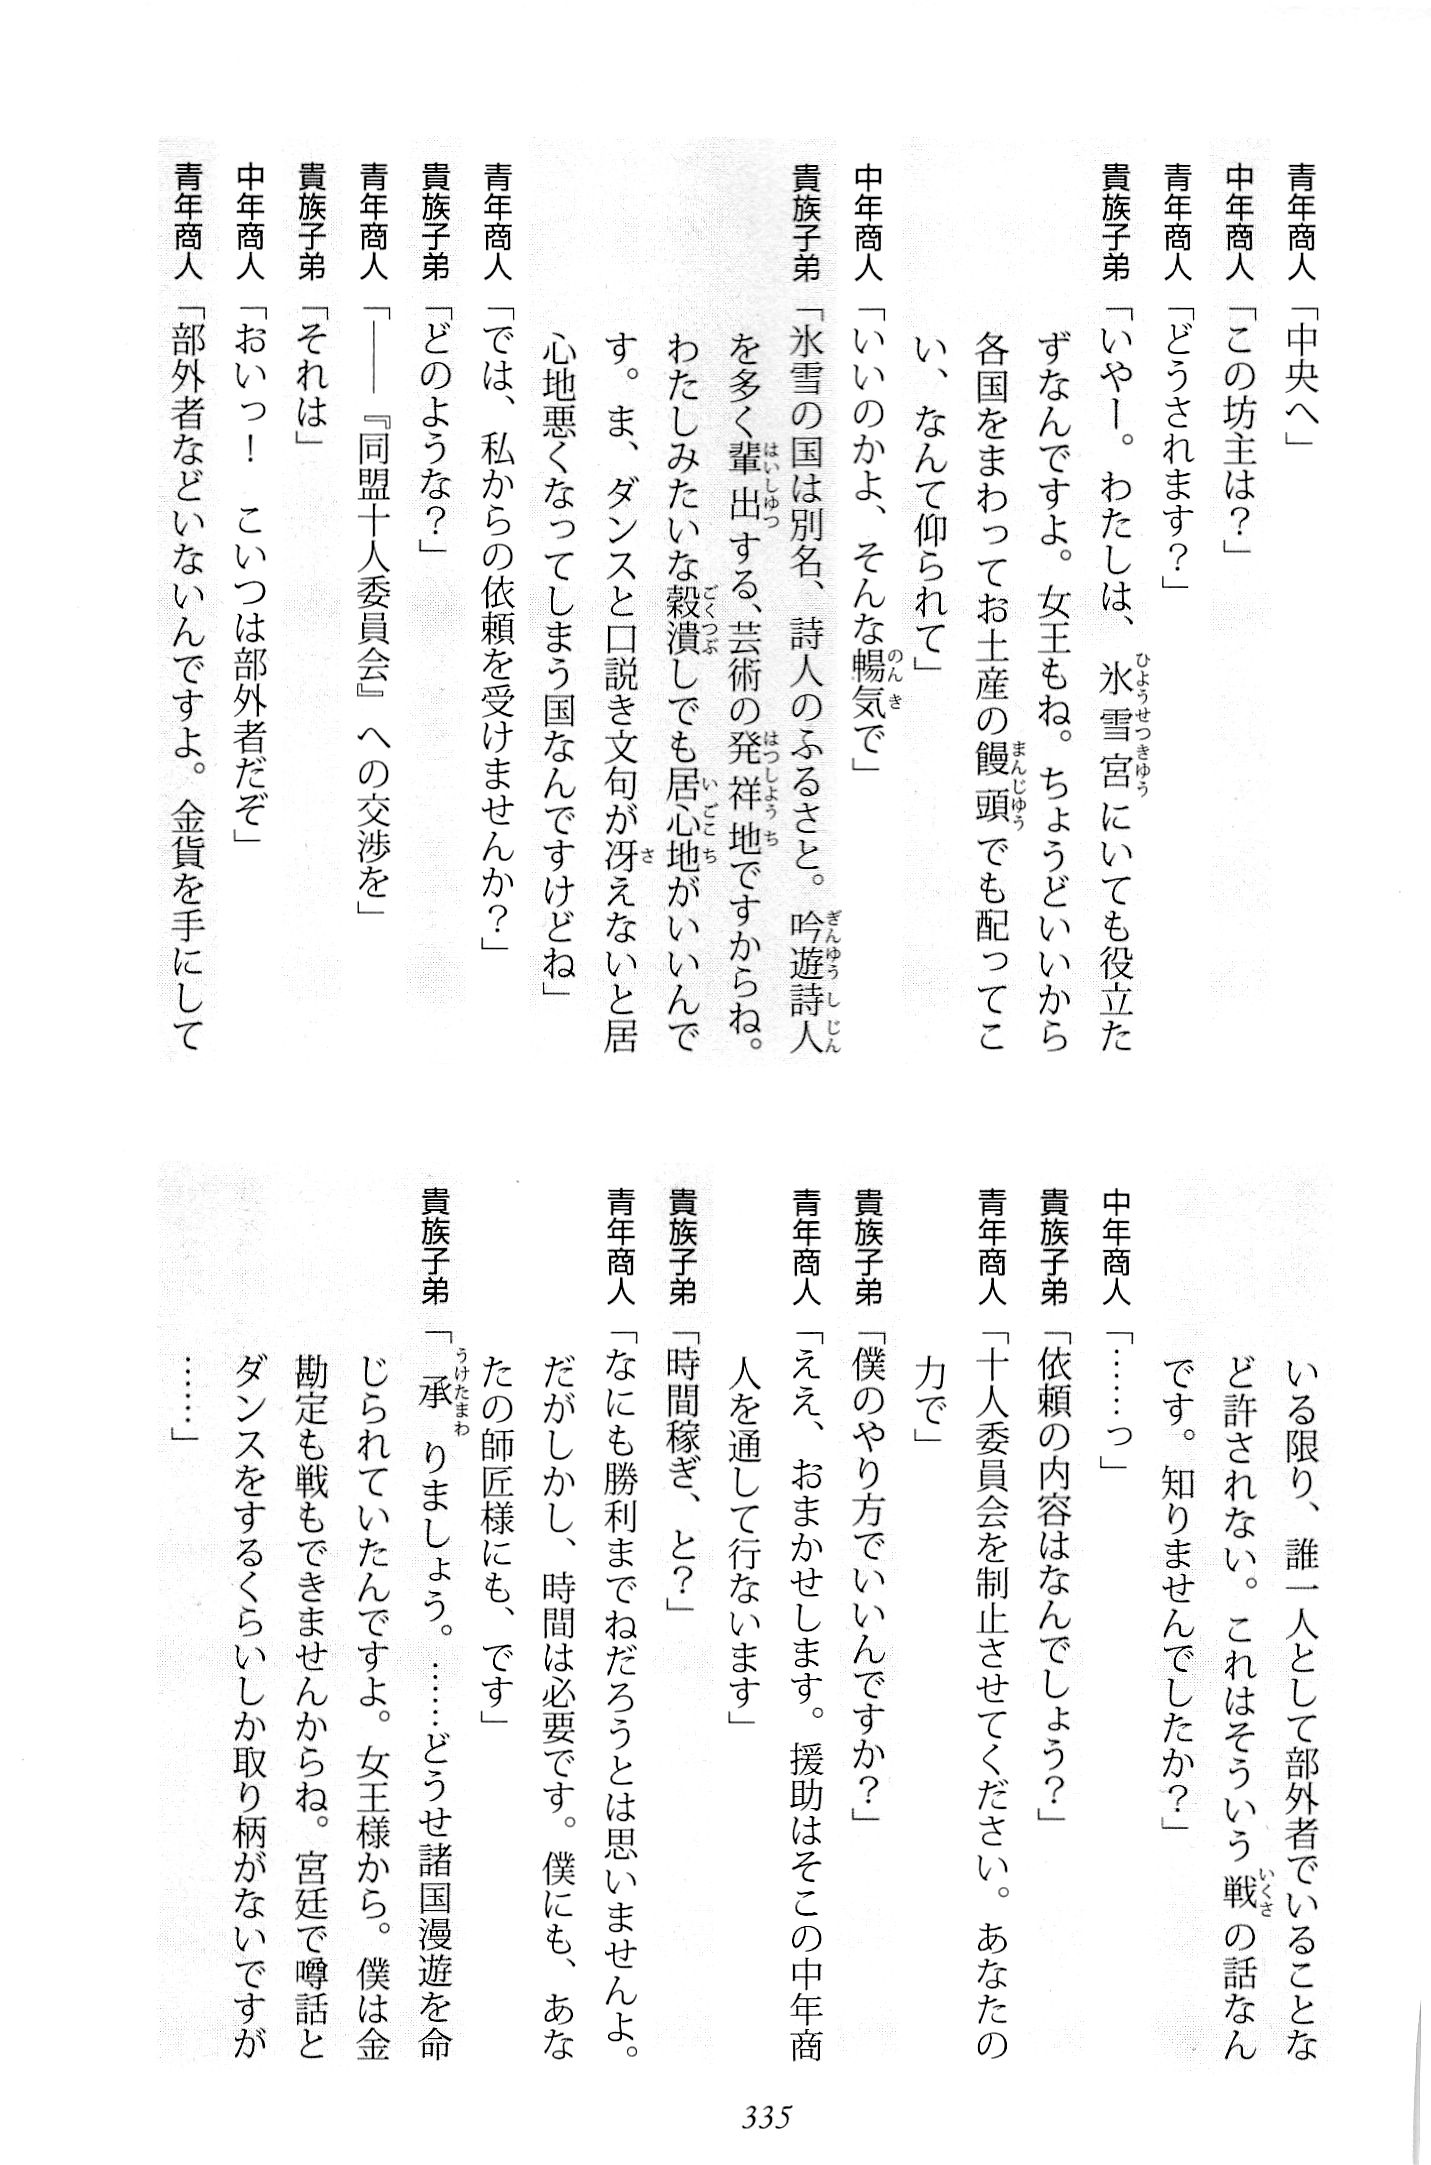 青年商人「中央へ」
中年商人「この坊主は？」
青年商人「どうされます？」
貴族子弟「いやー。わたしは、氷雪宮にいても役立た
ずなんですよ。女王もね。ちょうどいいから
各国をまわってお土産の饅頭でも配ってこ
い、なんて仰られて」
中年商人「いいのかよ、そんな暢気で」
貴族子弟「氷雪の国は別名、詩人のふるさと。吟遊詩人
を多く輩出する、芸術の発祥地ですからね。
わたしみたいな穀潰しでも居心地がいいんで
す。ま、ダンスと口説き文句が冴えないと居
心地悪くなってしまう国なんですけどね」
青年商人「では、私からの依頼を受けませんか？」
貴族子弟「どのような？」
青年商人「――『同盟十人委員会』への交渉を」
貴族子弟「それは」
中年商人「おいっ！　こいつは部外者だぞ」
青年商人「部外者などいないんですよ。金貨を手にして
いる限り、誰一人として部外者でいることな
ど許されない。これはそういう戦の話なん
です。知りませんでしたか？」
中年商人「……っ」
貴族子弟「依頼の内容はなんでしょう？」
青年商人「十人委員会を制止させてください。あなたの
力で」
貴族子弟「僕のやり方でいいんですか？」
青年商人「ええ、おまかせします。援助はそこの中年商
人を通して行ないます」
貴族子弟「時間稼ぎ、と？」
青年商人「なにも勝利までねだろうとは思いませんよ。
だがしかし、時間は必要です。僕にも、あな
たの師匠様にも、です」
貴族子弟「承りましょう。……どうせ諸国漫遊を命
じられていたんですよ。女王様から。僕は金
勘定も戦もできませんからね。宮廷で噂話と
ダンスをするくらいしか取り柄がないですが
……」
335